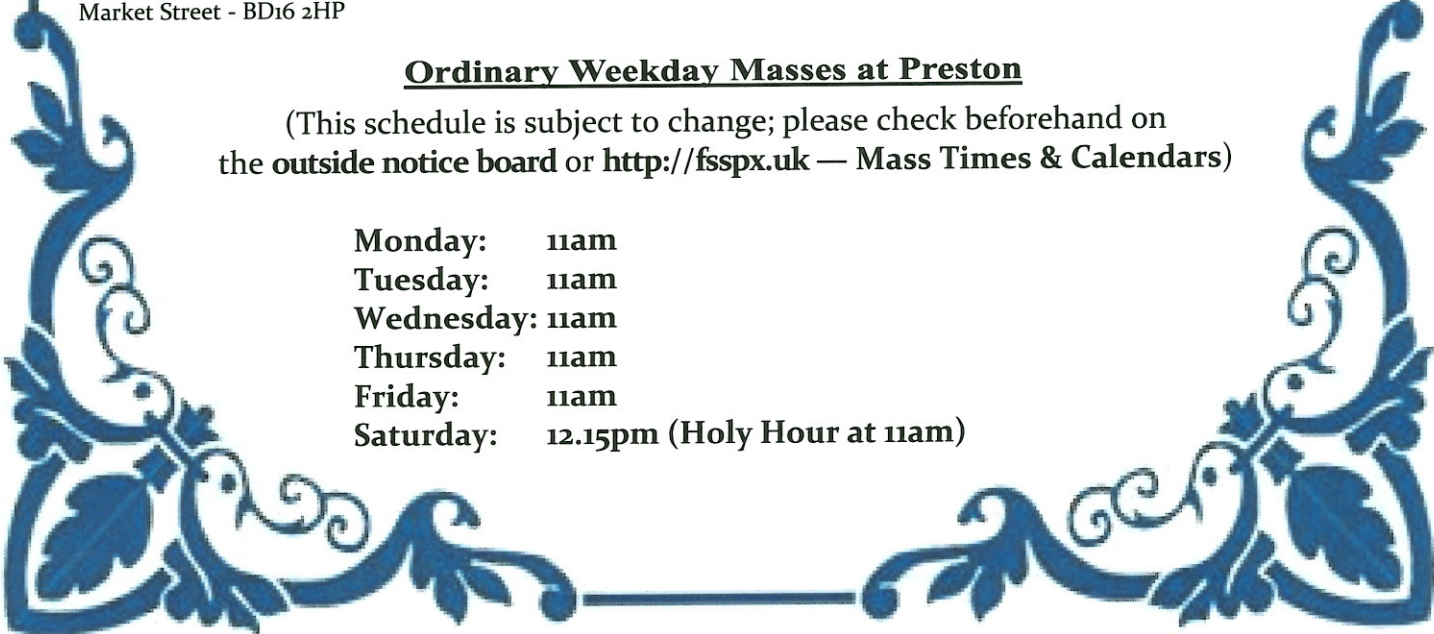 Market Street - BD16 2HP
Ordinary Weekday Masses at Preston
(This schedule is subject to change; please check beforehand on
the outside notice board or http://fsspx.uk — Mass Times & Calendars)
Monday: 11am
Tuesday: 11am
Wednesday: 11am
Thursday: 11am
Friday: 11am
Saturday: 12.15pm (Holy Hour at 11am)